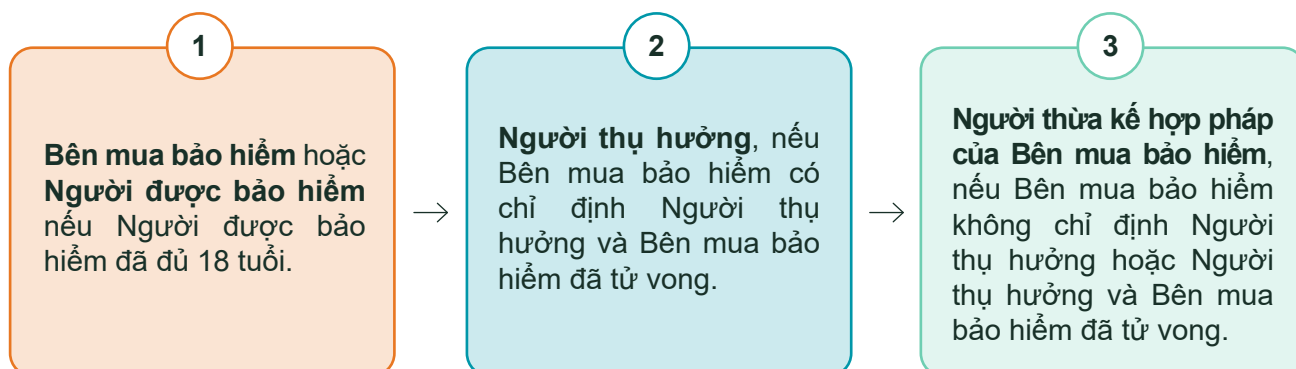 1
Bên mua bảo hiểm hoặc
Người được bảo hiểm
nếu Người được bảo
hiểm đã đủ 18 tuổi.
2
Người thụ hưởng, nếu
Bên mua bảo hiểm có
chỉ định Người thụ
hưởng và Bên mua bảo
hiểm đã tử vong.
3
Người thừa kế hợp pháp
của Bên mua bảo hiểm,
nếu Bên mua bảo hiểm
không chỉ định Người
thụ hưởng hoặc Người
thụ hưởng và Bên mua
bảo hiểm đã tử vong.